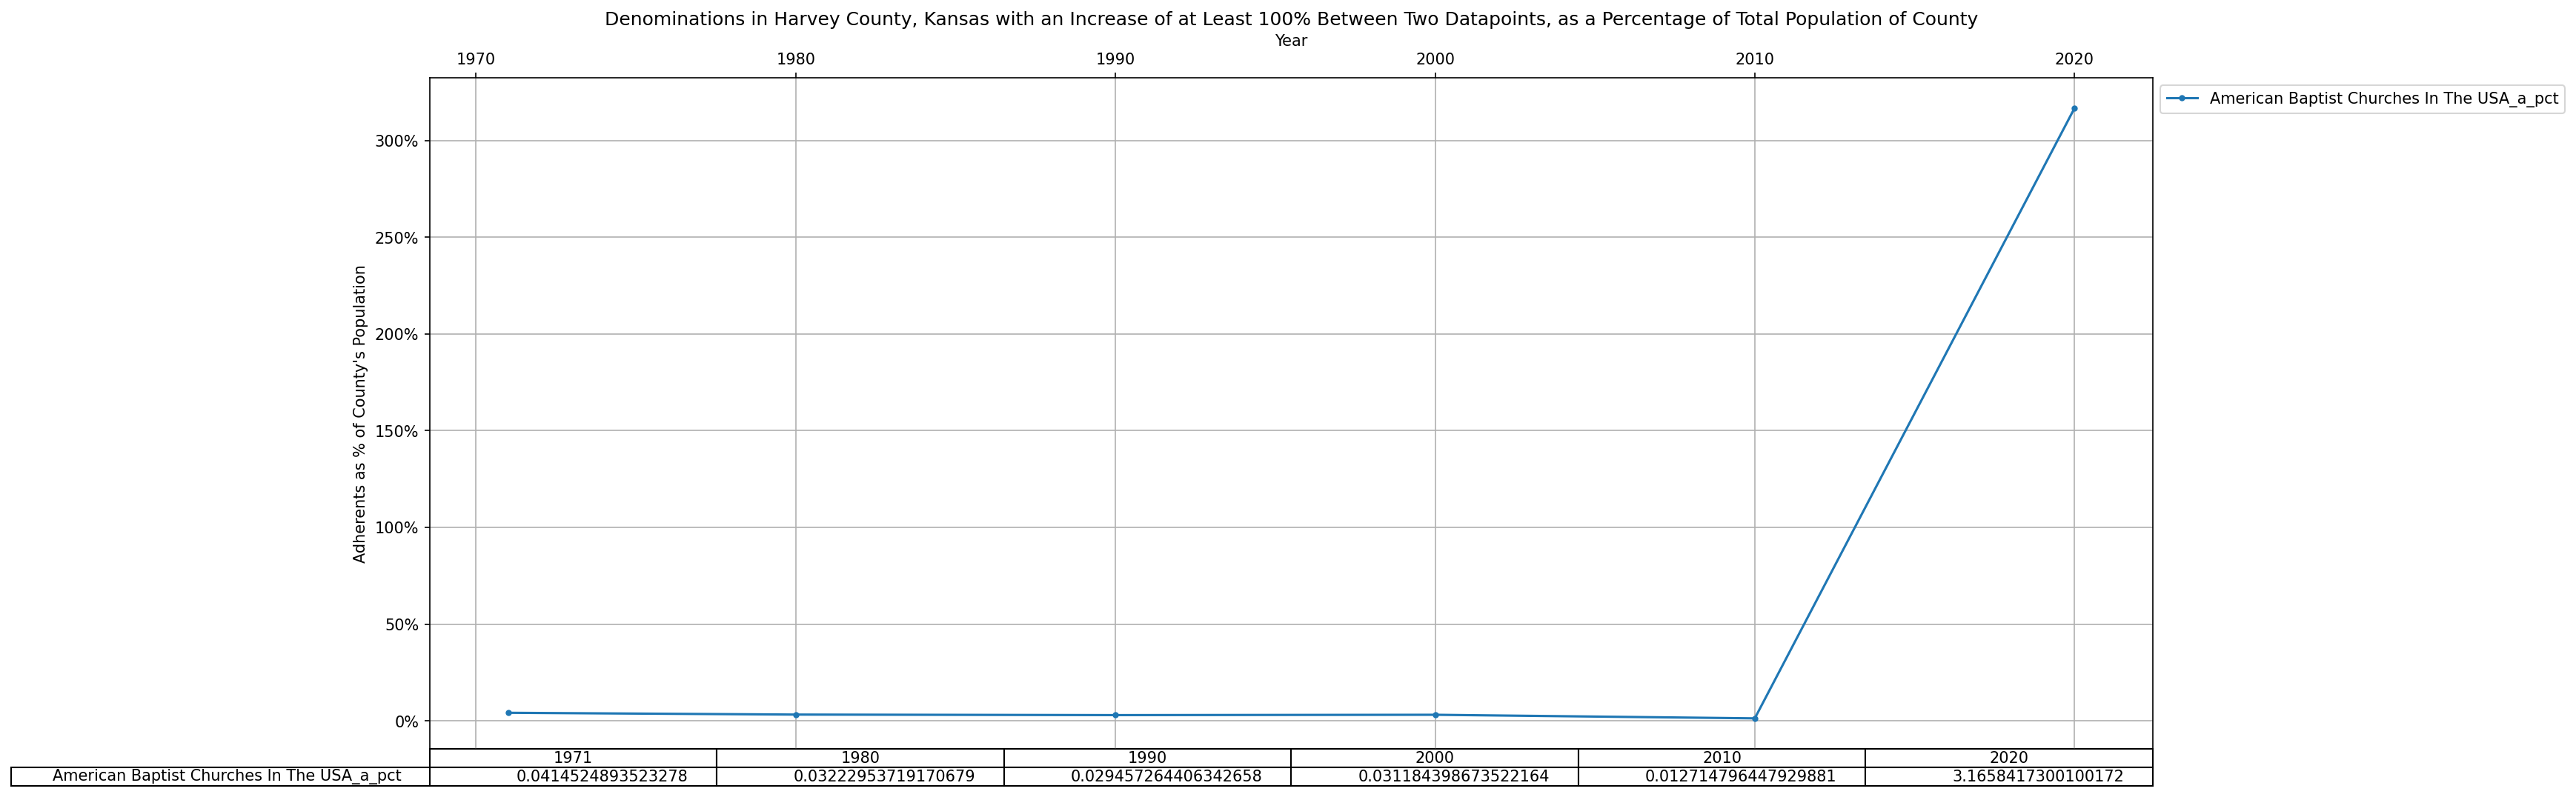 Denominations in Harvey County, Kansas with an Increase of at Least 100% Between Two Datapoints, as a Percentage of Total Population of County
Year
1970 1980 1990 2000 2010 2020
American Baptist Churches In The USA_a_pct
300%
250%
200%
150%
100%
50%
0%
Adherents as % of County's Population
1971 1980 1990 2000 2010 2020
American Baptist Churches In The USA_a_pct 0.0414524893523278 0.03222953719170679 0.029457264406342658 0.031184398673522164 0.012714796447929881 3.1658417300100172